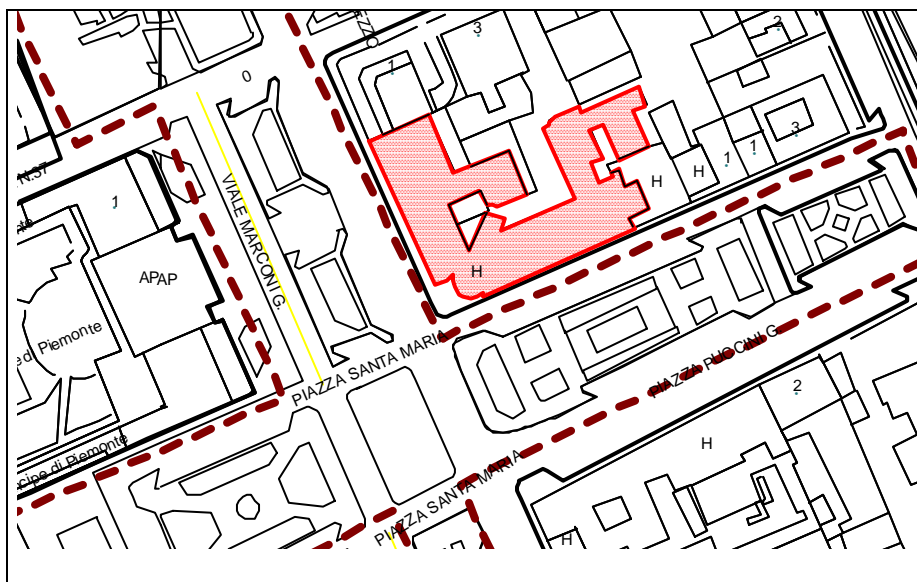 3
2
1
0
3
N.37
1
1
H
H
1
VIALE MARCONI G.
APAP
H
e di Piemonte
PIAZZA SANTA MARIA
PIAZZA PUCCINI G.
2
cipe di Piemonte
H
PIAZZA SANTA MARIA
H